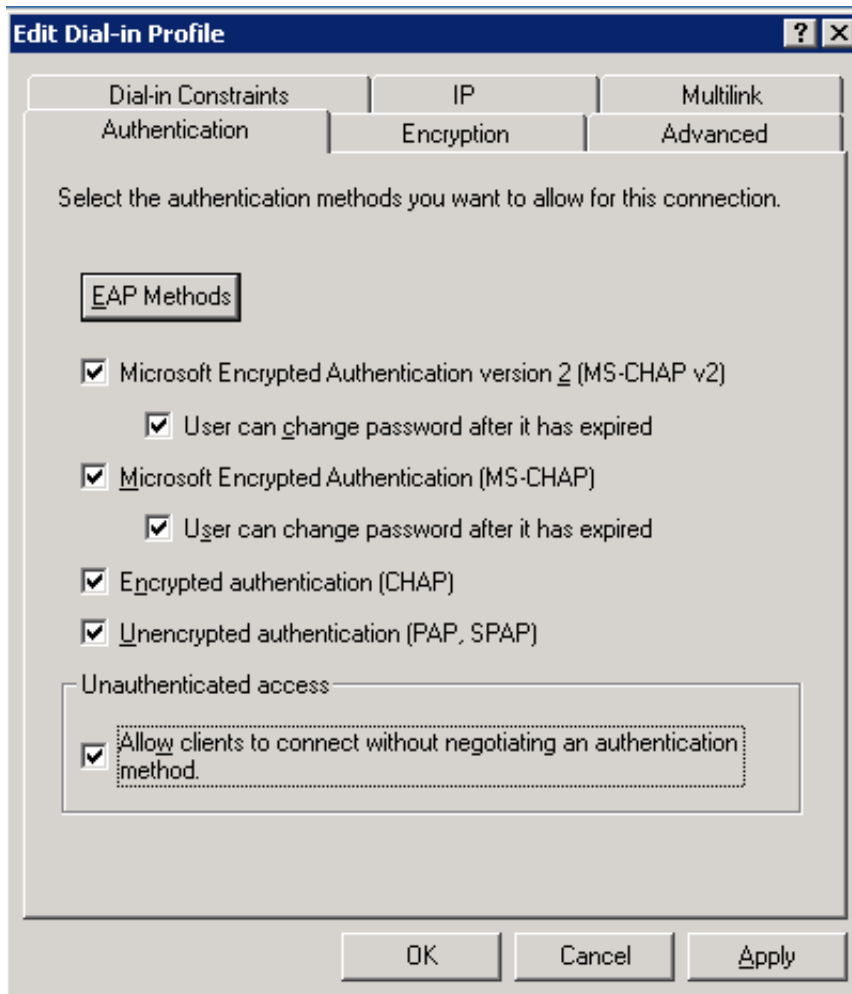 Edit Dial-in Profile
Dial-in Constraints IP Multilink
Authentication Encryption Advanced
Select the authentication methods you want to allow for this connection.
EAP Methods
Microsoft Encrypted Authentication version 2 (MS-CHAP v2)
User can change password after it has expired
Microsoft Encrypted Authentication (MS-CHAP)
User can change password after it has expired
Encrypted authentication (CHAP)
Unencrypted authentication (PAP, SPAP)
Unauthenticated access
Allow clients to connect without negotiating an authentication
method.
OK Cancel Apply